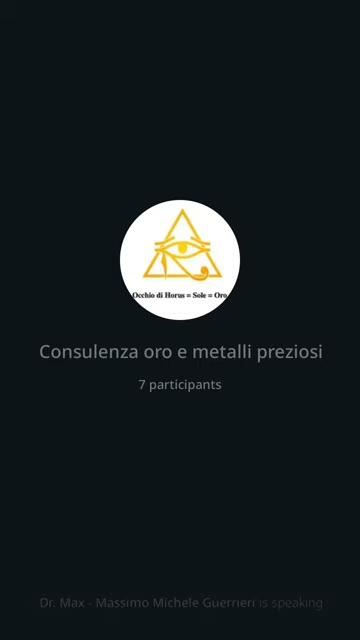 Occhio di Horus = Sole = Oro
Consulenza oro e metalli preziosi
7 participants
Dr. Max - Massimo Michele Guerrieri is speaking